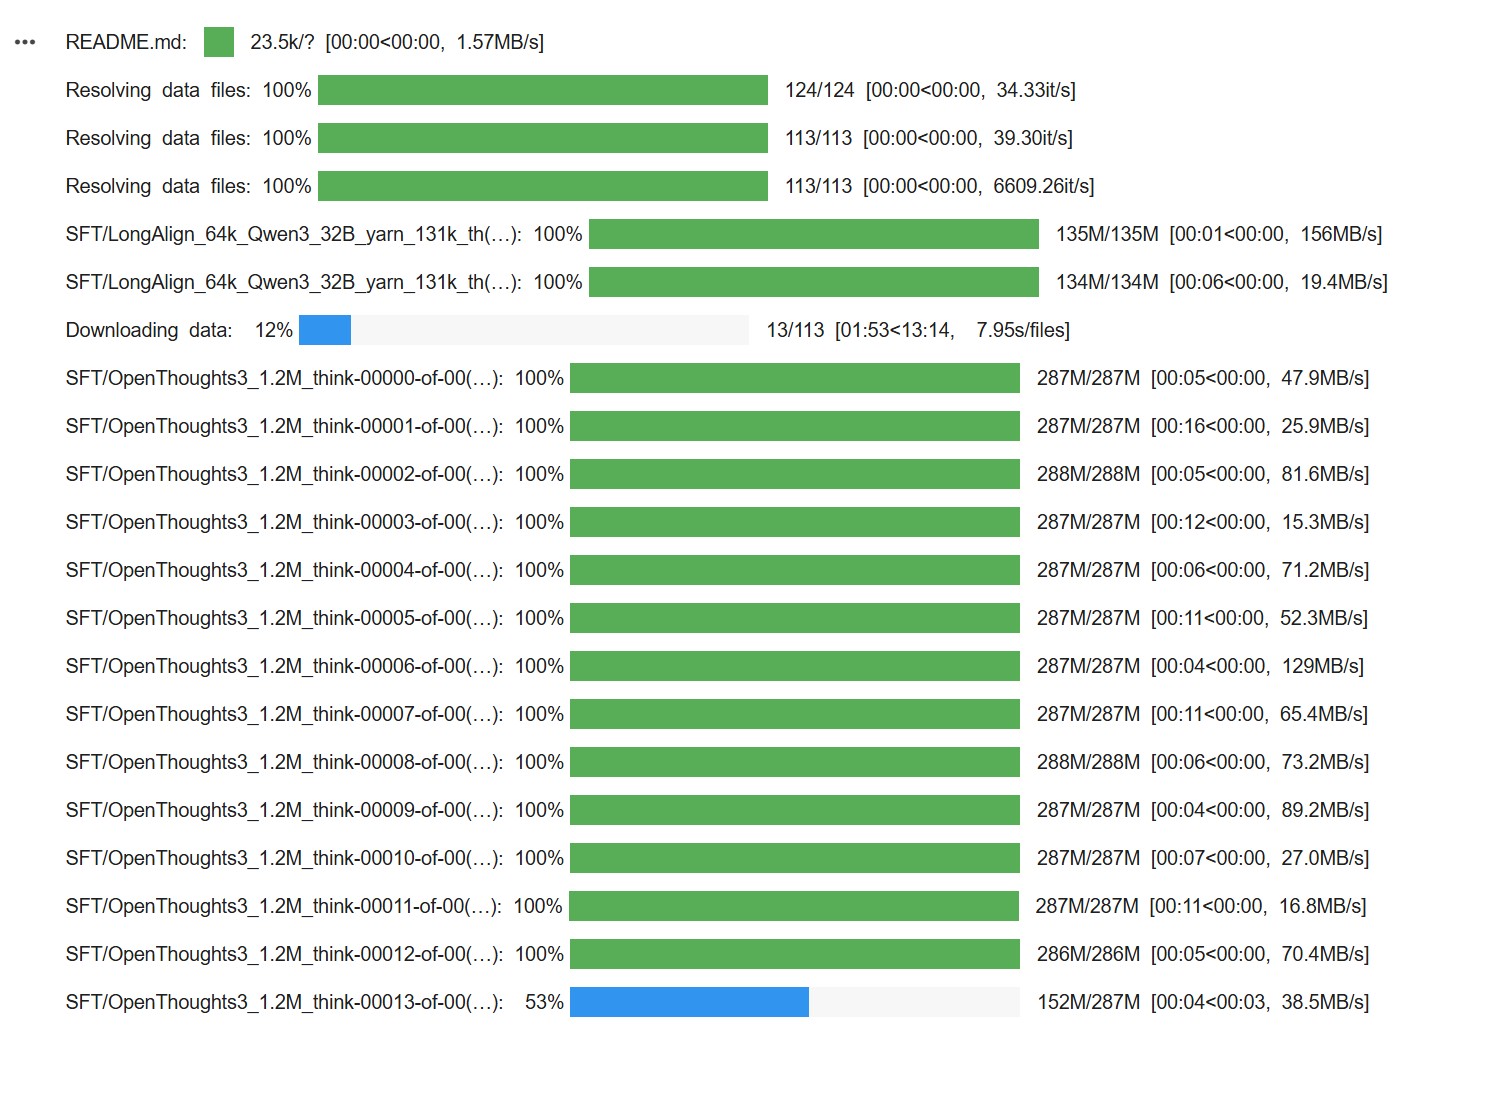 README.md: 23.5k/? [00:00<00:00, 1.57MB/s]
Resolving data files: 100% 124/124 [00:00<00:00, 34.33it/s]
Resolving data files: 100% 113/113 [00:00<00:00, 39.30it/s]
Resolving data files: 100% 113/113 [00:00<00:00, 6609.26it/s]
SFT/LongAlign_64k_Qwen3_32B_yarn_131k_th(…): 100% 135M/135M [00:01<00:00, 156MB/s]
SFT/LongAlign_64k_Qwen3_32B_yarn_131k_th(…): 100% 134M/134M [00:06<00:00, 19.4MB/s]
Downloading data: 12% 13/113 [01:53<13:14, 7.95s/files]
SFT/OpenThoughts3_1.2M_think-00000-of-00(…): 100% 287M/287M [00:05<00:00, 47.9MB/s]
SFT/OpenThoughts3_1.2M_think-00001-of-00(…): 100% 287M/287M [00:16<00:00, 25.9MB/s]
SFT/OpenThoughts3_1.2M_think-00002-of-00(…): 100% 288M/288M [00:05<00:00, 81.6MB/s]
SFT/OpenThoughts3_1.2M_think-00003-of-00(…): 100% 287M/287M [00:12<00:00, 15.3MB/s]
SFT/OpenThoughts3_1.2M_think-00004-of-00(…): 100% 287M/287M [00:06<00:00, 71.2MB/s]
SFT/OpenThoughts3_1.2M_think-00005-of-00(…): 100% 287M/287M [00:11<00:00, 52.3MB/s]
SFT/OpenThoughts3_1.2M_think-00006-of-00(…): 100% 287M/287M [00:04<00:00, 129MB/s]
SFT/OpenThoughts3_1.2M_think-00007-of-00(…): 100% 287M/287M [00:11<00:00, 65.4MB/s]
SFT/OpenThoughts3_1.2M_think-00008-of-00(…): 100% 288M/288M [00:06<00:00, 73.2MB/s]
SFT/OpenThoughts3_1.2M_think-00009-of-00(…): 100% 287M/287M [00:04<00:00, 89.2MB/s]
SFT/OpenThoughts3_1.2M_think-00010-of-00(…): 100% 287M/287M [00:07<00:00, 27.0MB/s]
SFT/OpenThoughts3_1.2M_think-00011-of-00(…): 100% 287M/287M [00:11<00:00, 16.8MB/s]
SFT/OpenThoughts3_1.2M_think-00012-of-00(…): 100% 286M/286M [00:05<00:00, 70.4MB/s]
SFT/OpenThoughts3_1.2M_think-00013-of-00(…): 53% 152M/287M [00:04<00:03, 38.5MB/s]